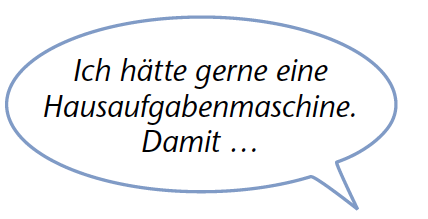 Ich hätte gerne eine
Hausaufgabenmaschine.
Damit …